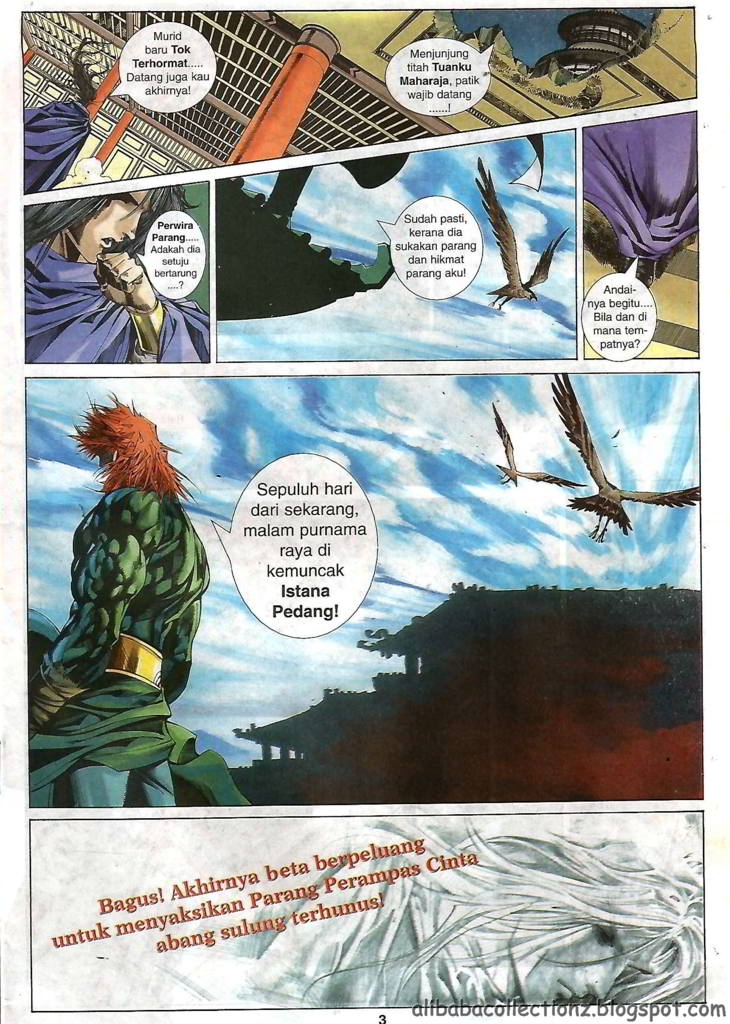 Murid
baru Tok
Terhormat.....
Datang juga kau
akhirnya!
Menjunjung
titah Tuanku
Maharaja, patik
wajib datang
......!
Perwira
Parang.....
Adakah dia
setuju
bertarung
....?
Sudah pasti,
kerana dia
sukakan parang
dan hikmat
parang aku!
Andai-
nya begitu....
Bila dan di
mana tem-
patnya?
Sepuluh hari
dari sekarang,
malam purnama
raya di
kemuncak
Istana
Pedang!
Bagus! Akhirnya beta berpeluang
untuk menyaksikan Parang Perampas Cinta
abang sulung terhunus!
alibabacollectionz.blogspot.com
3